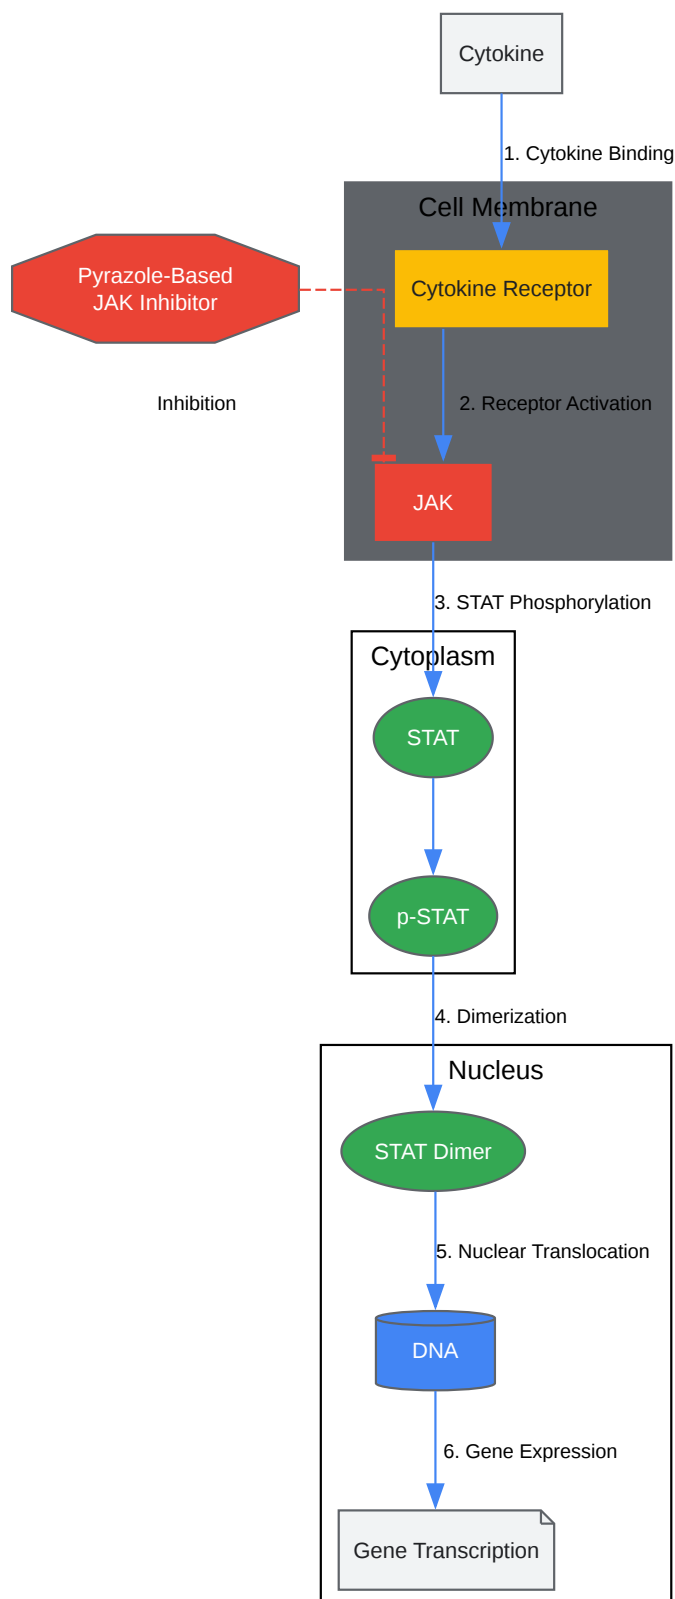 Cytokine
1. Cytokine Binding
Cell Membrane
Pyrazole-Based
JAK Inhibitor
Cytokine Receptor
Inhibition
2. Receptor Activation
JAK
3. STAT Phosphorylation
Cytoplasm
STAT
p-STAT
4. Dimerization
Nucleus
STAT Dimer
5. Nuclear Translocation
DNA
6. Gene Expression
Gene Transcription